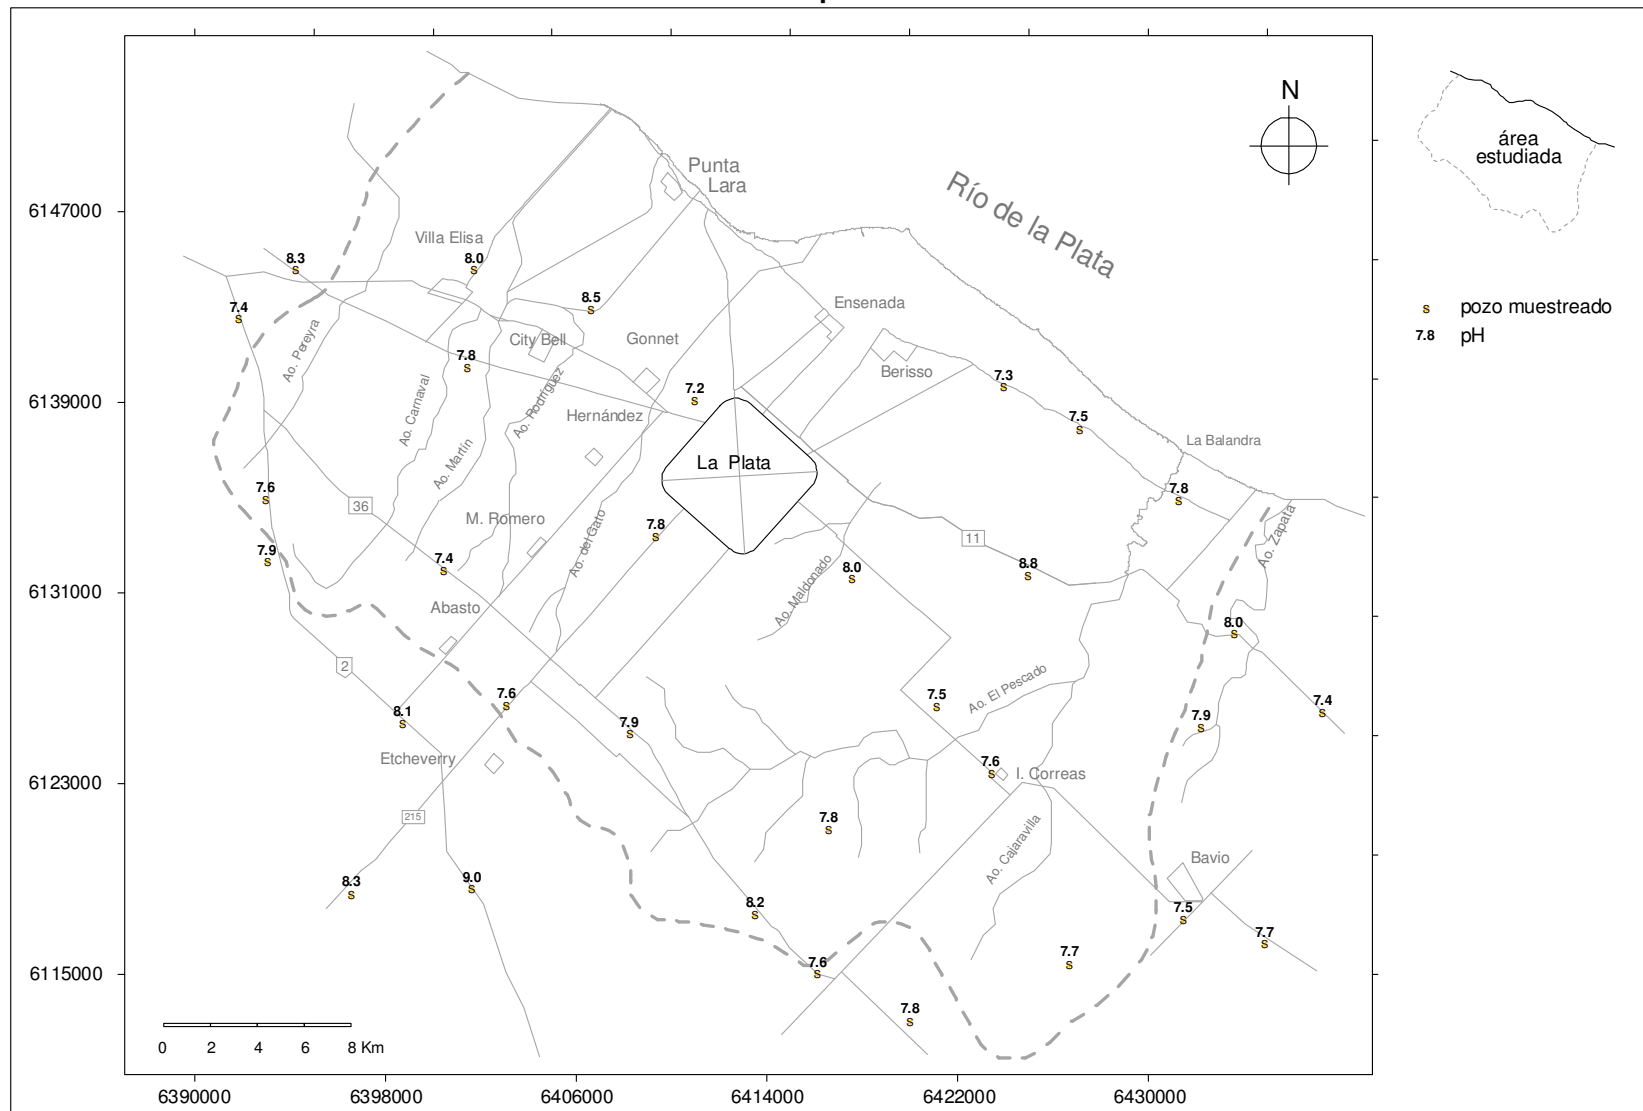 N
Punta
Lara
Río de la Plata
área
estudiada
6147000
Villa Elisa
8.3
s
8.0
s
8.5
s
7.4
s
Ensenada
s pozo muestreado
7.8 pH
City Bell
Gonnet
Ao. Pereyra
7.8
s
Berisso
7.3
s
6139000
7.2
s
Ao. Carnaval
Ao. Rodríguez
Hernández
7.5
s
La Balandra
Ao. Martín
La Plata
7.6
s
36
M. Romero
7.8
s
Ao. Zapata
7.9
s
7.4
s
Ao. del Gato
7.8
s
11
8.0
s
8.8
s
Ao. Maldonado
6131000
Abasto
8.0
s
2
7.6
s
8.1
s
7.9
s
7.5
s
Ao. El Pescado
7.9
s
7.4
s
Etcheverry
6123000
7.6
s
I. Correas
215
7.8
s
Ao. Cajaravilla
Bavio
8.3
s
9.0
s
8.2
s
7.5
s
7.7
s
6115000
7.6
s
7.7
s
7.8
s
0 2 4 6 8 Km
6390000 6398000 6406000 6414000 6422000 6430000